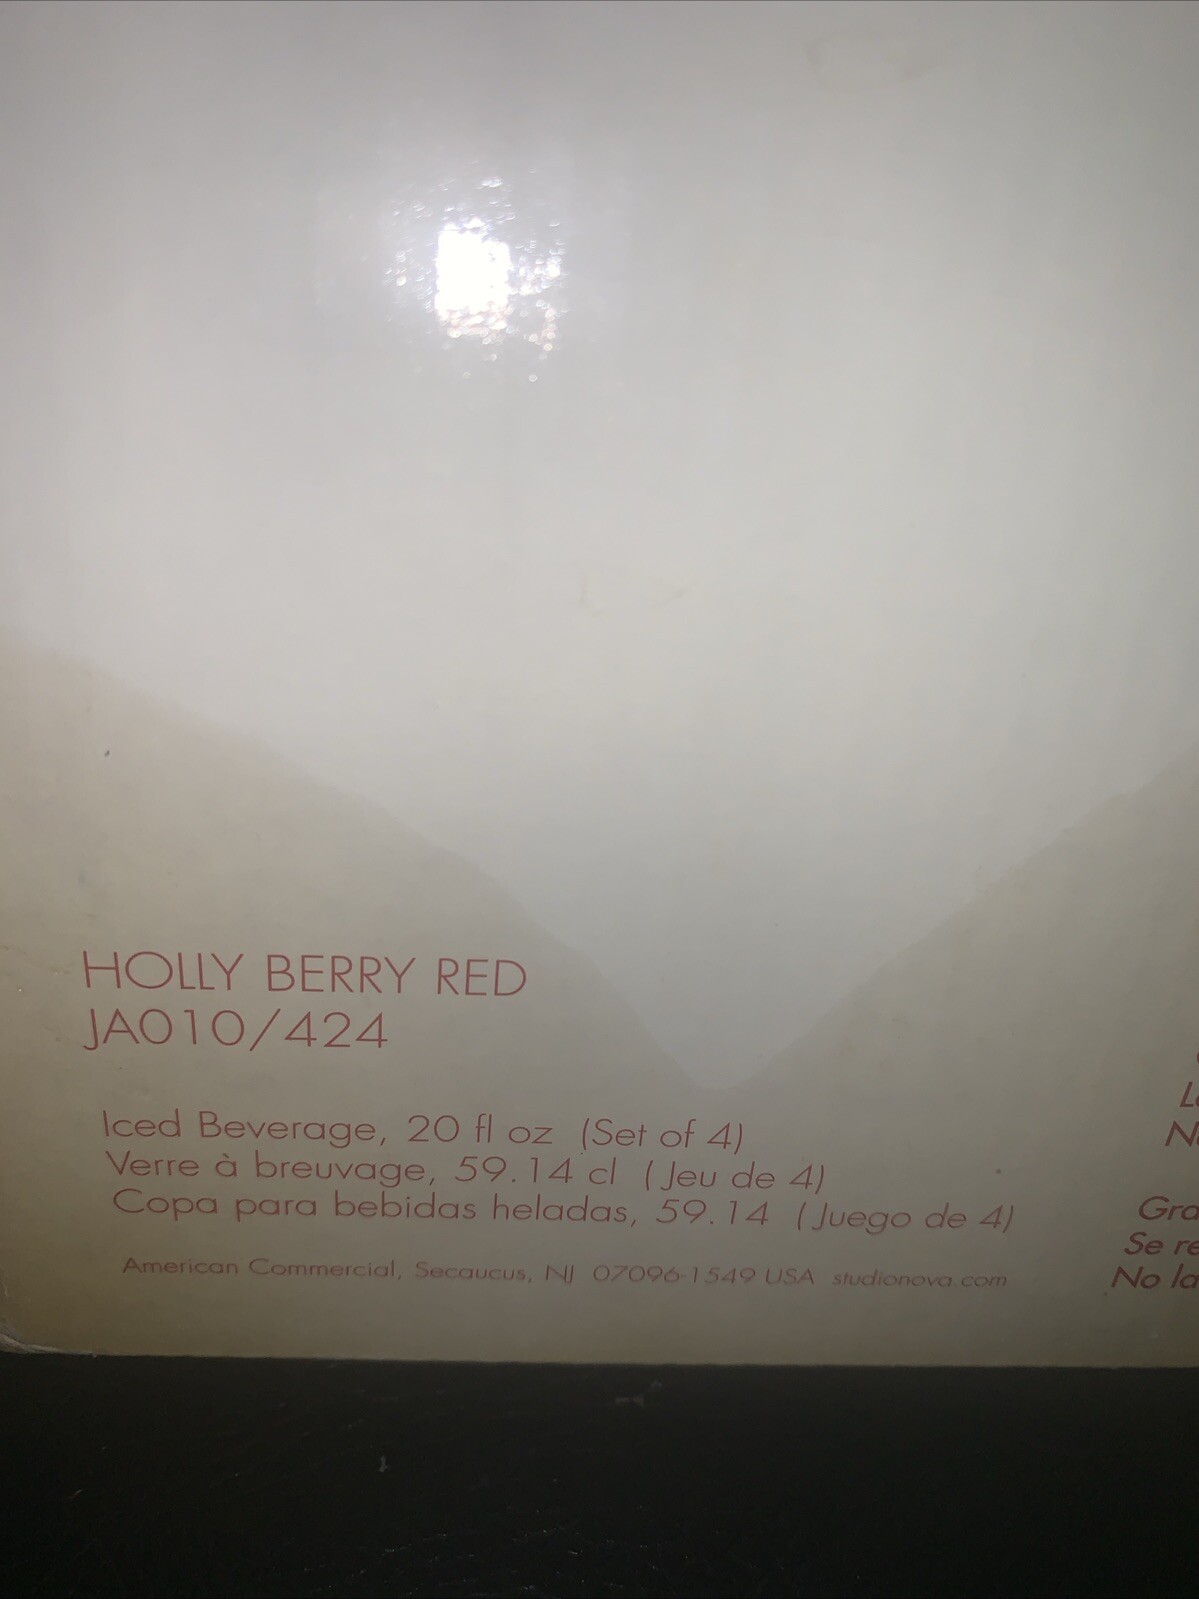 HOLLY BERRY RED
JA010/424
Iced Beverage, 20 fl oz (Set of 4)
Verre à breuvage, 59.14 cl (Jeu de 4)
Copa para bebidas heladas, 59.14 (Juego de 4)
American Commercial, Secaucus, NJ 07096-1549 USA studionova.com
Se
No